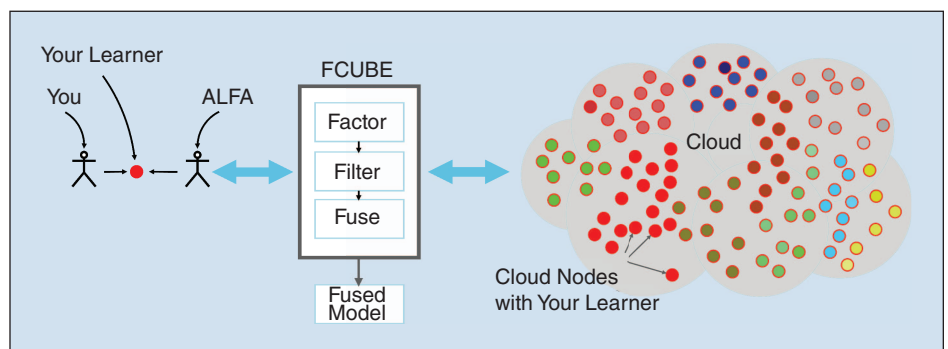 Your Learner
You
ALFA
FCUBE
Factor
Filter
Fuse
Fused
Model
Cloud
Cloud Nodes
with Your Learner